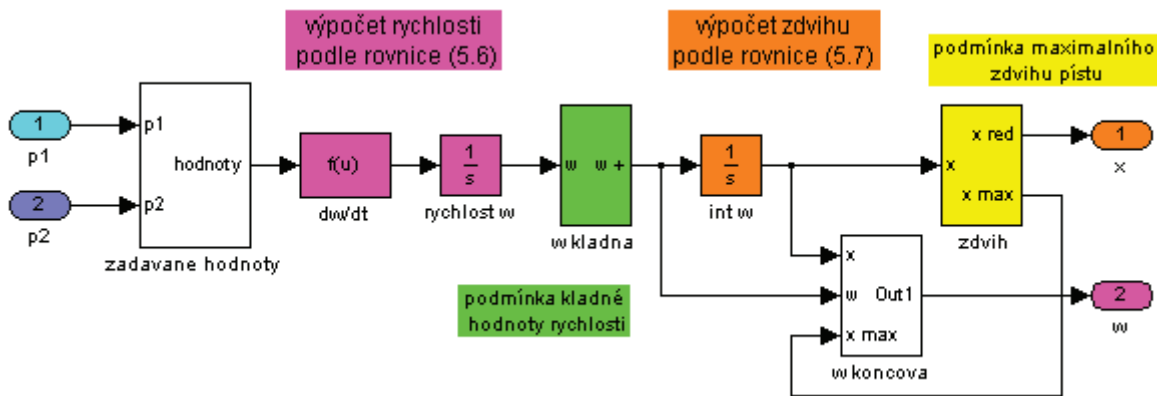 výpočet rychlosti
podle rovnice (5.6)
výpočet zdvihu
podle rovnice (5.7)
podmínka maximalního
zdvihu pístu
1
p1
2
p2
p1
hodnoty
p2
zadavane hodnoty
f(u)
dw/dt
1
s
rychlost w
w w +
w kladna
podmínka kladné
hodnoty rychlosti
1
s
int w
x red
x
x max
zdvih
x
w Out1
x max
w koncova
1
x
2
w